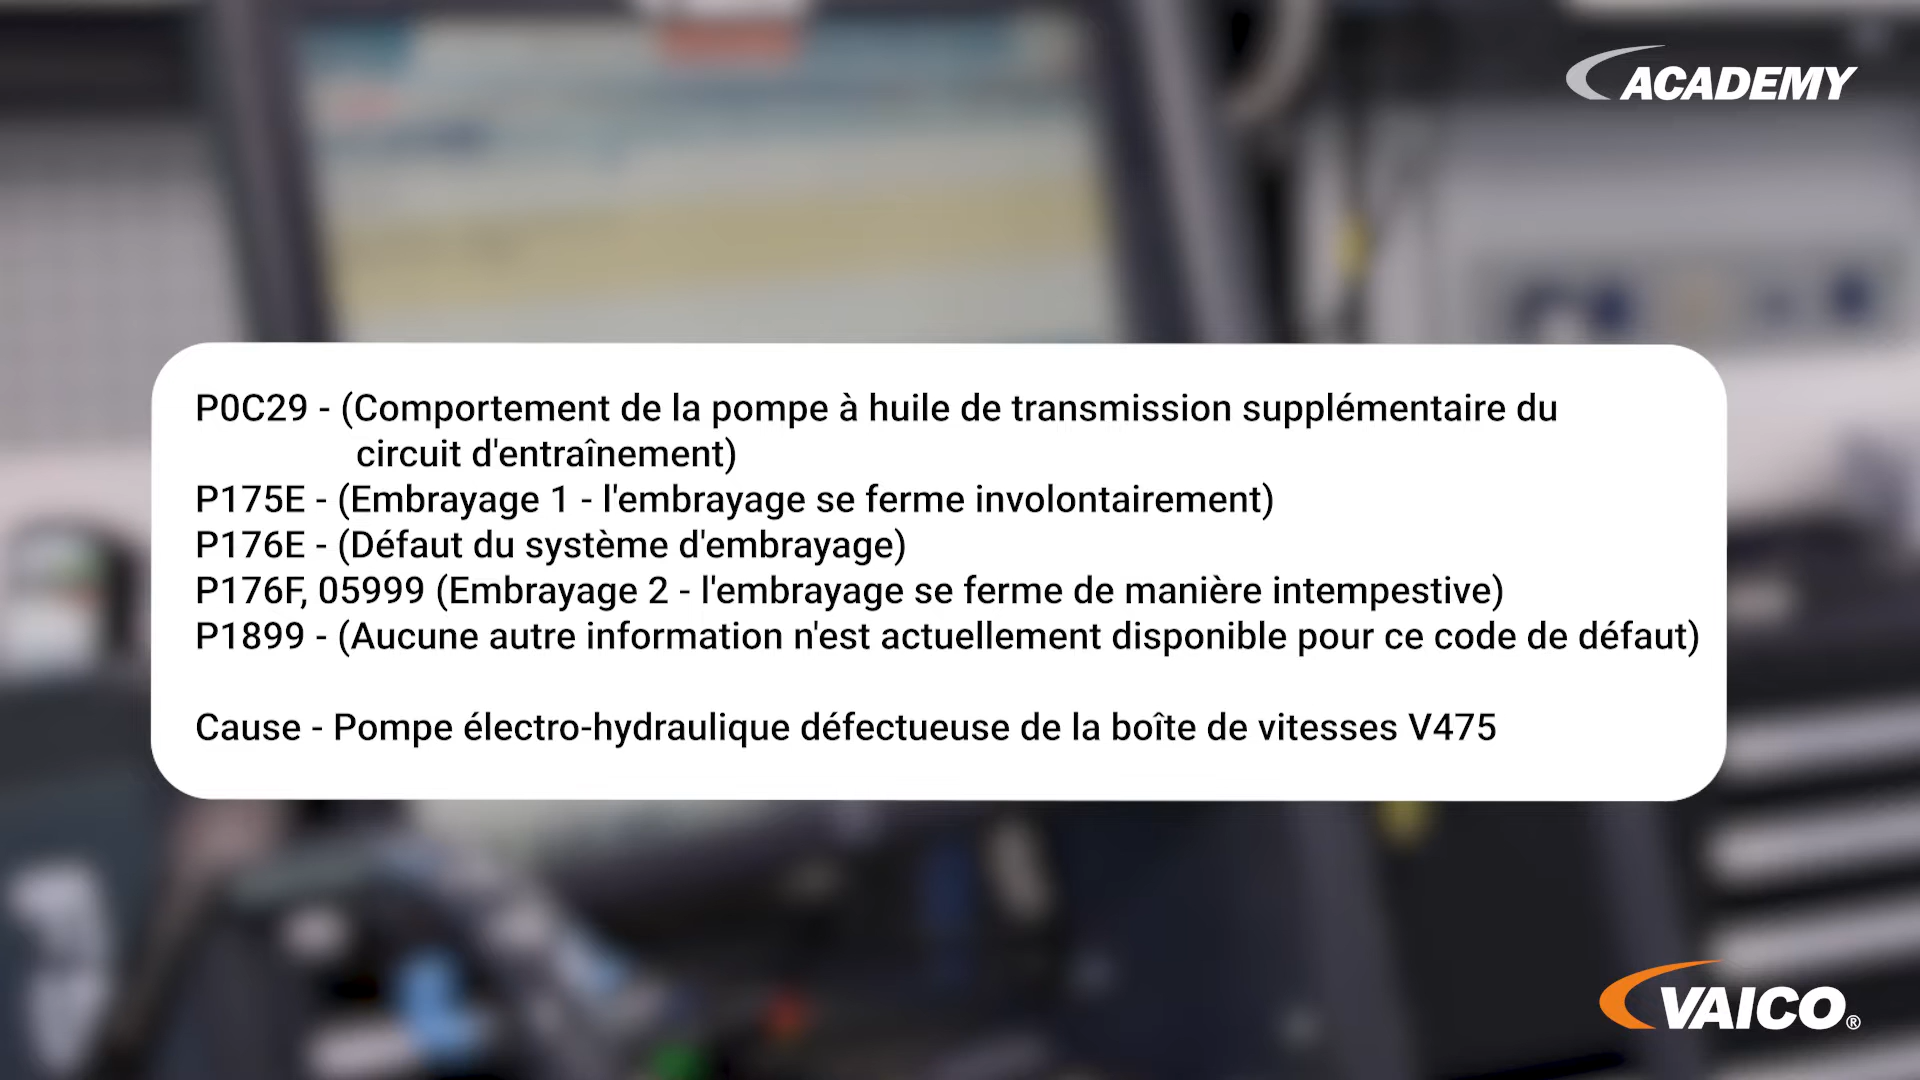 ACADEMY
P0C29 - (Comportement de la pompe à huile de transmission supplémentaire du
circuit d'entraînement)
P175E - (Embrayage 1 - l'embrayage se ferme involontairement)
P176E - (Défaut du système d'embrayage)
P176F, 05999 (Embrayage 2 - l'embrayage se ferme de manière intempestive)
P1899 - (Aucune autre information n'est actuellement disponible pour ce code de défaut)
Cause - Pompe électro-hydraulique défectueuse de la boîte de vitesses V475
VAICO®